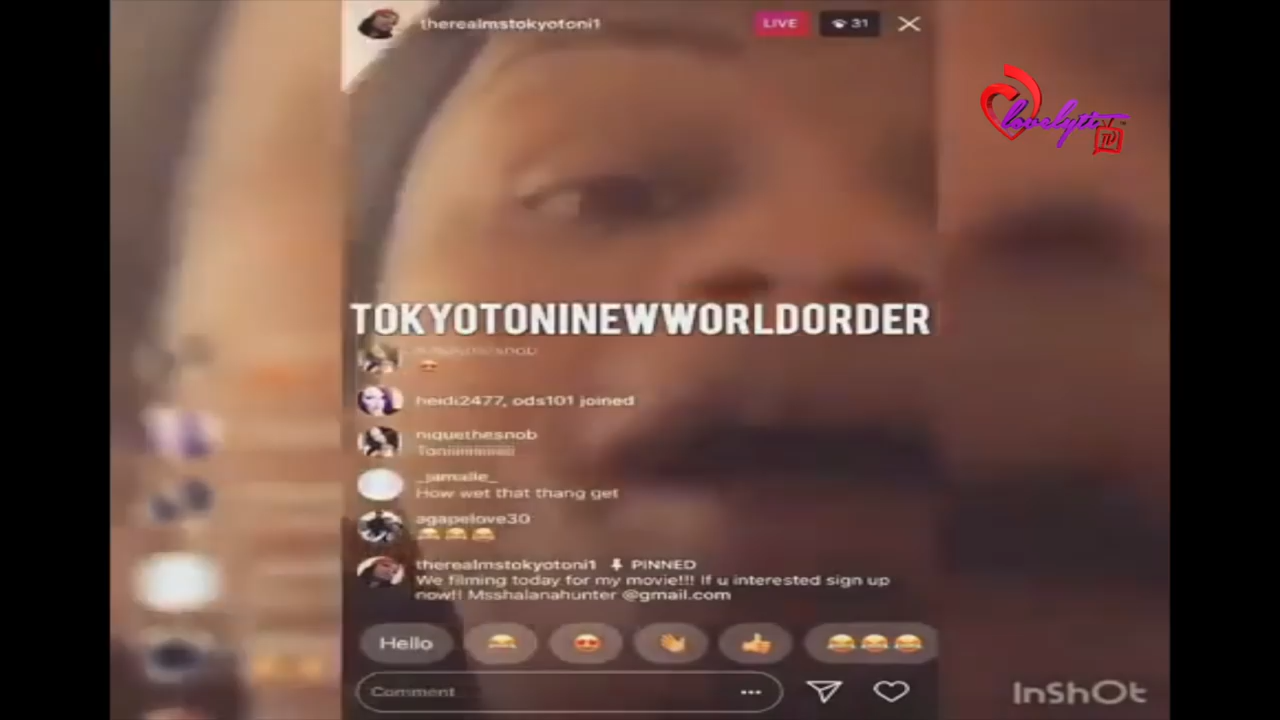 therealmstokyotoni1
LIVE
31
lovelytitv
TOKYOTONINEWWORLDORDER
heidi2477, ods101 joined
niquethesnob
_jamalle_
How wet that thang get
agapelove30
therealmstokyotoni1 PINNED
We filming today for my movie!!! If u interested sign up
now!! Msshalanahunter @gmail.com
Hello
Comment
InShOt